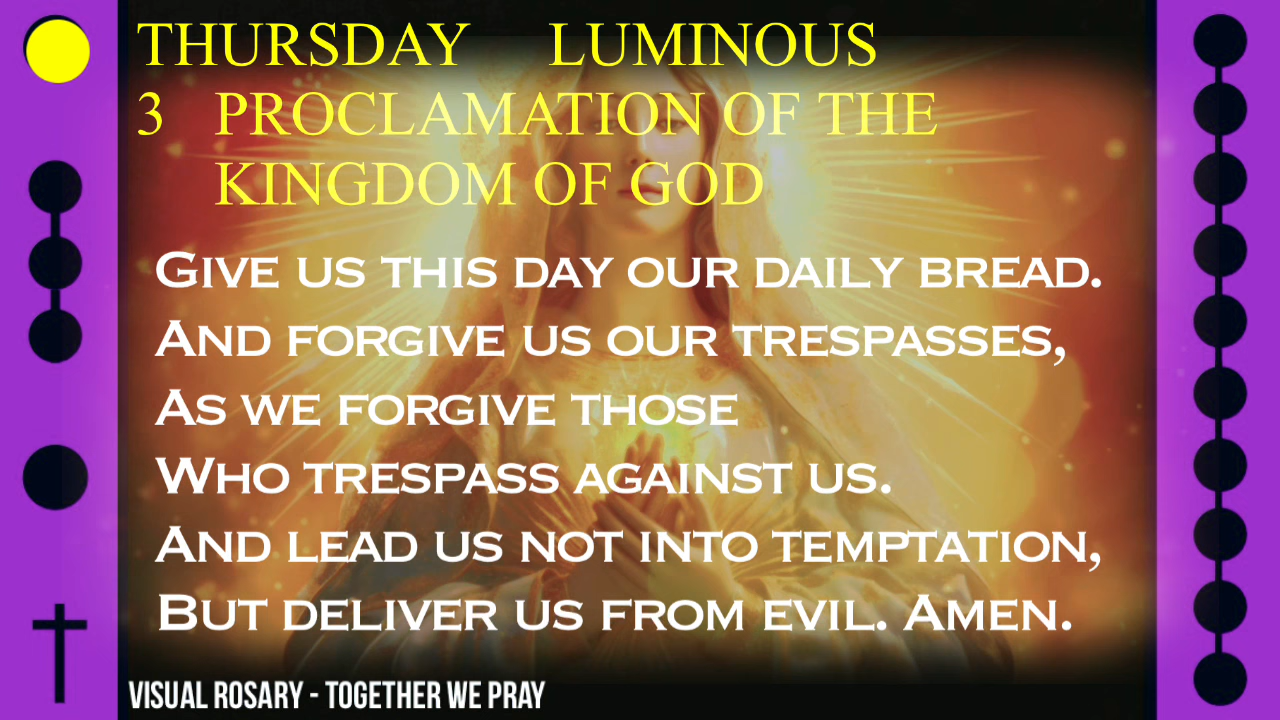 THURSDAY LUMINOUS
3 PROCLAMATION OF THE
KINGDOM OF GOD
GIVE US THIS DAY OUR DAILY BREAD.
AND FORGIVE US OUR TRESPASSES,
AS WE FORGIVE THOSE
WHO TRESPASS AGAINST US.
AND LEAD US NOT INTO TEMPTATION,
BUT DELIVER US FROM EVIL. AMEN.
VISUAL ROSARY - TOGETHER WE PRAY